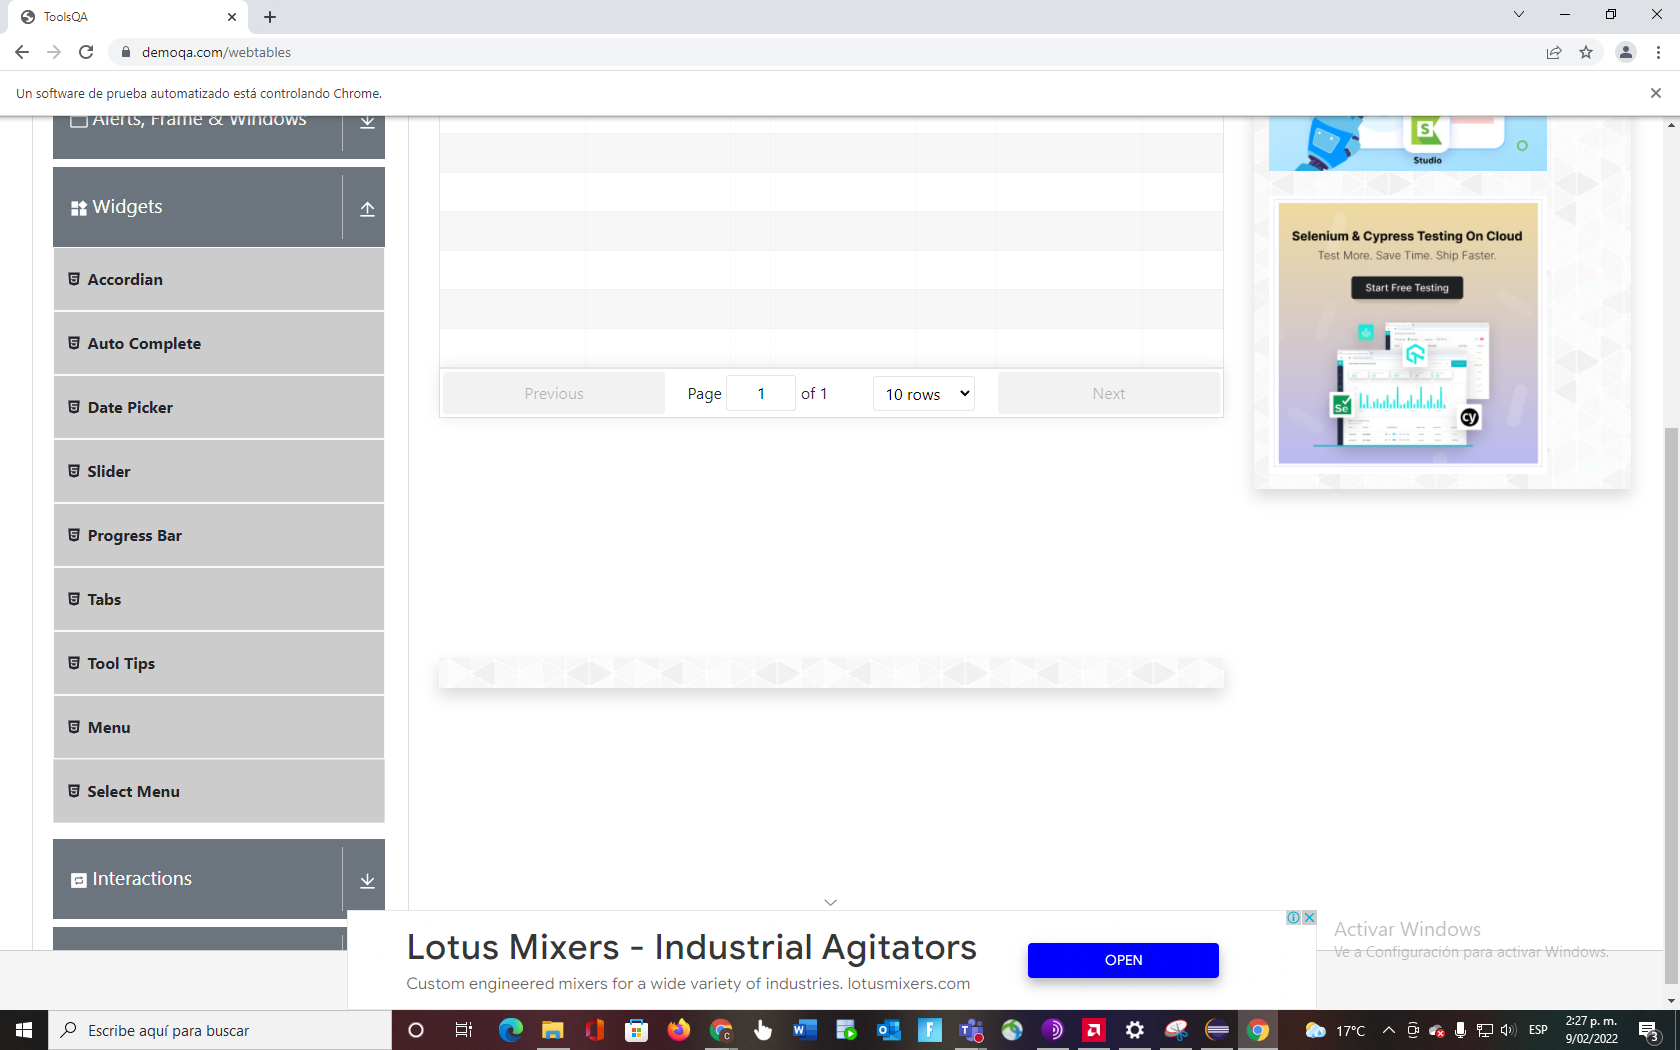 ToolsQA
demoqa.com/webtables
Un software de prueba automatizado está controlando Chrome.
Alerts, Frame & Windows
Widgets
Accordian
Auto Complete
Date Picker
Slider
Progress Bar
Tabs
Tool Tips
Menu
Select Menu
Interactions
Previous
Page 1 of 1
10 rows
Next
Studio
Selenium & Cypress Testing On Cloud
Test More. Save Time. Ship Faster.
Start Free Testing
Se
cy
Lotus Mixers - Industrial Agitators
Custom engineered mixers for a wide variety of industries. lotusmixers.com
OPEN
Activar Windows
Ve a Configuración para activar Windows.
Escribe aquí para buscar
17°C
ESP
2:27 p. m.
9/02/2022
3